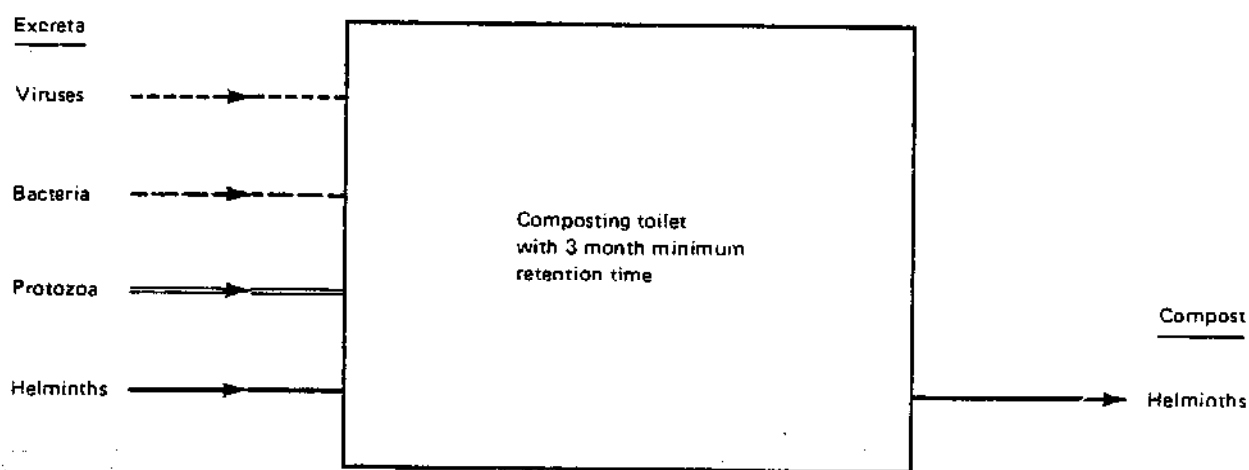 Excreta
Viruses
Bacteria
Composting toilet
with 3 month minimum
retention time
Protozoa
Compost
Helminths
Helminths